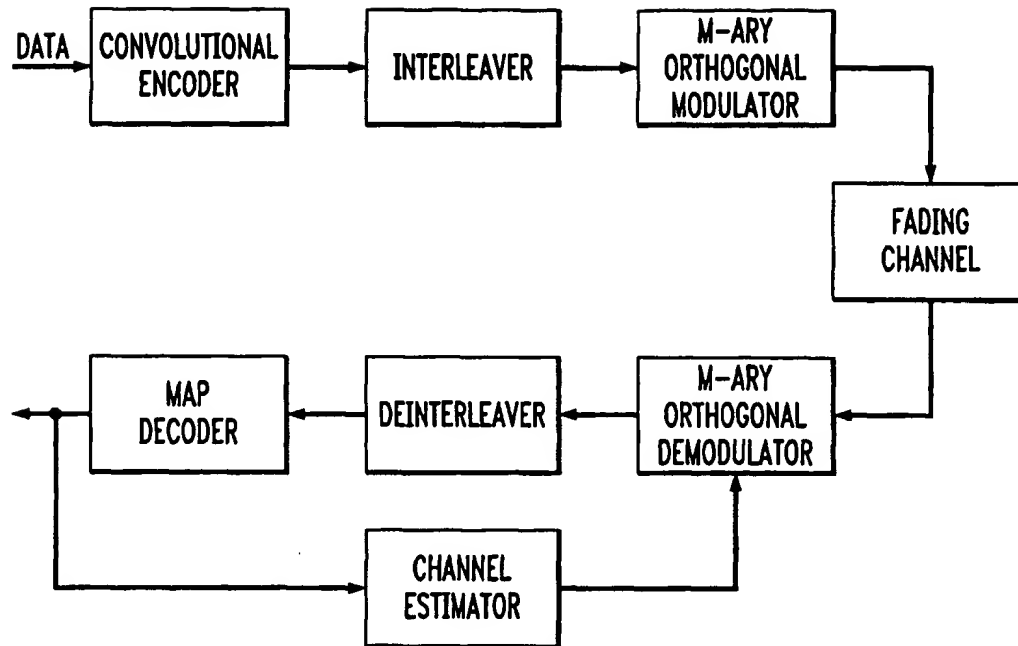 DATA
CONVOLUTIONAL
ENCODER
INTERLEAVER
M-ARY
ORTHOGONAL
MODULATOR
FADING
CHANNEL
MAP
DECODER
DEINTERLEAVER
M-ARY
ORTHOGONAL
DEMODULATOR
CHANNEL
ESTIMATOR